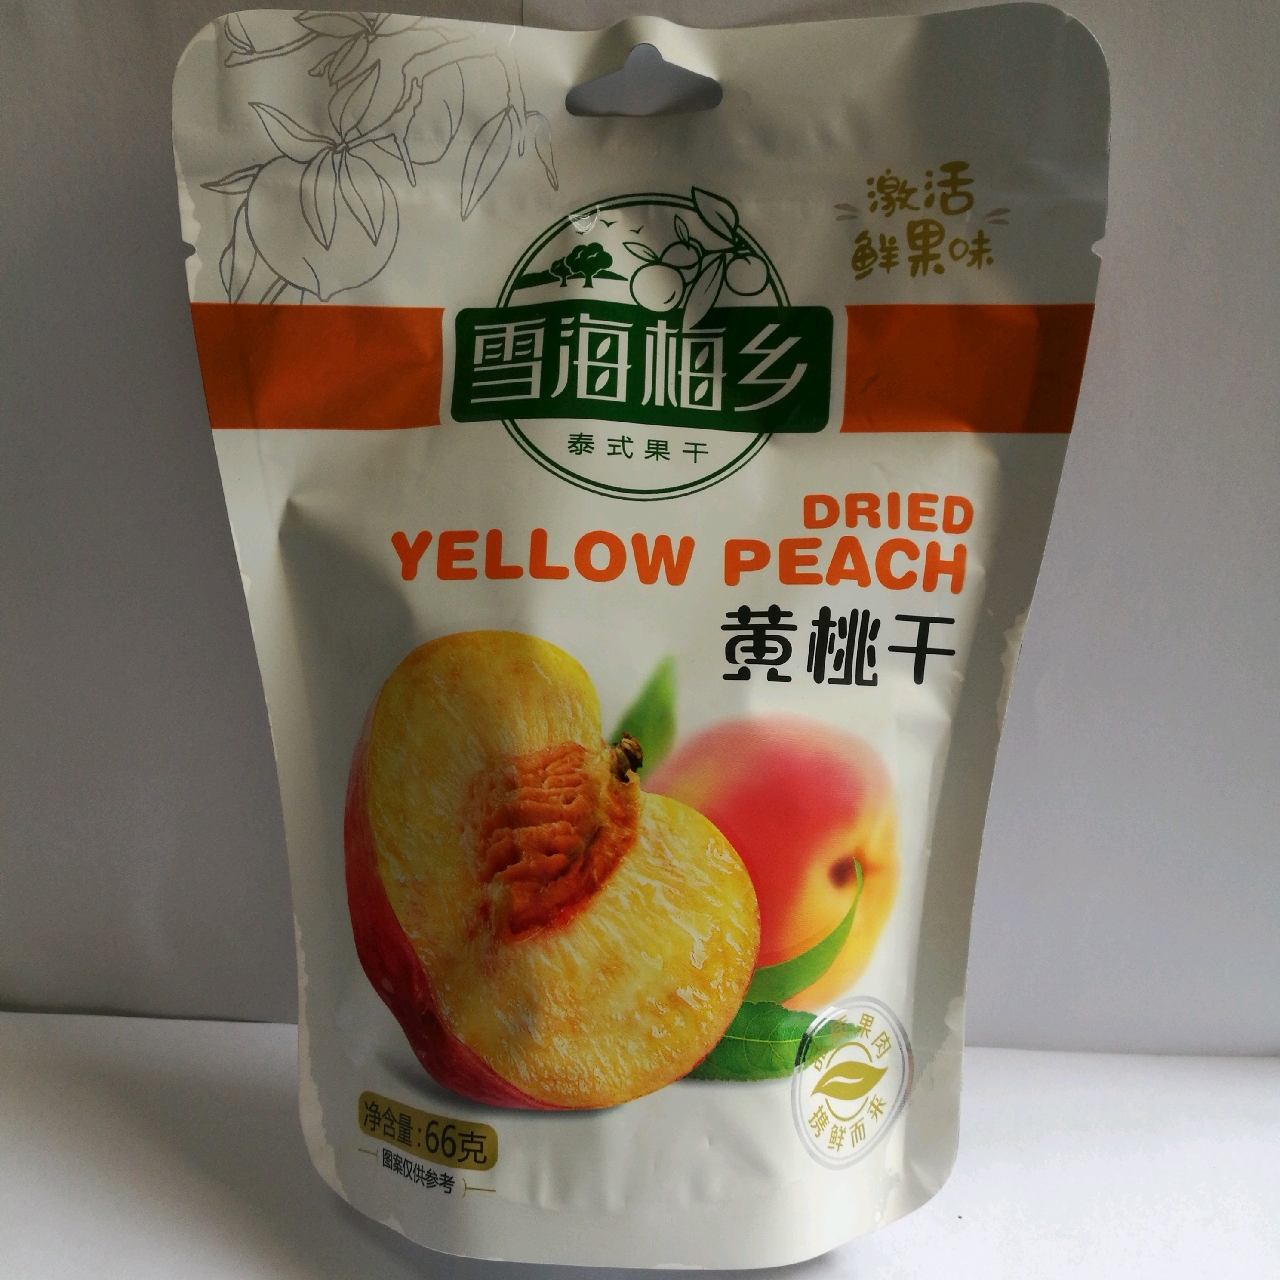 激活
鲜果味
雪海梅乡
泰式果干
DRIED
YELLOW PEACH
黄桃干
果肉
携鲜而来
净含量:66克
图案仅供参考